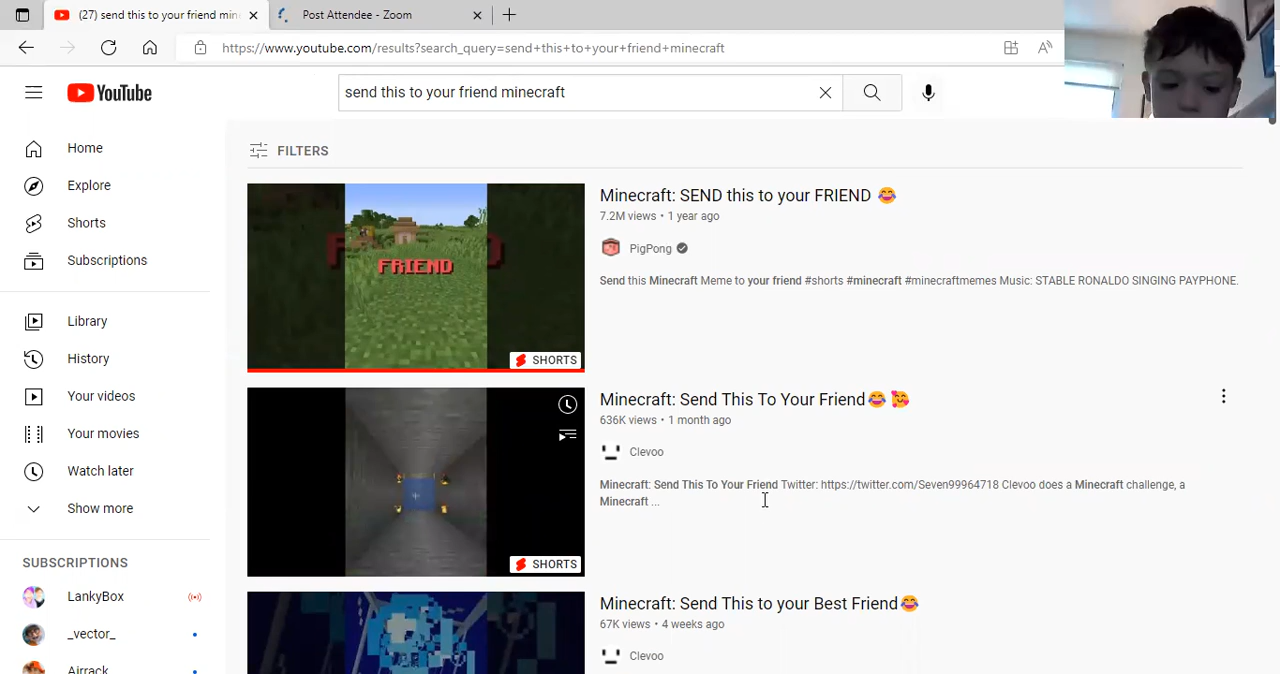 (27) send this to your friend min
Post Attendee - Zoom
https://www.youtube.com/results?search_query=send+this+to+your+friend+minecraft
YouTube
send this to your friend minecraft
Home
Explore
Shorts
Subscriptions
Library
History
Your videos
Your movies
Watch later
Show more
SUBSCRIPTIONS
LankyBox
_vector_
Airrack
FILTERS
FRIEND
SHORTS
Minecraft: SEND this to your FRIEND 😂
7.2M views • 1 year ago
PigPong
Send this Minecraft Meme to your friend #shorts #minecraft #minecraftmemes Music: STABLE RONALDO SINGING PAYPHONE.
SHORTS
Minecraft: Send This To Your Friend😂 🥰
636K views • 1 month ago
Clevoo
Minecraft: Send This To Your Friend Twitter: https://twitter.com/Seven99964718 Clevoo does a Minecraft challenge, a
Minecraft ...
Minecraft: Send This to your Best Friend😂
67K views • 4 weeks ago
Clevoo